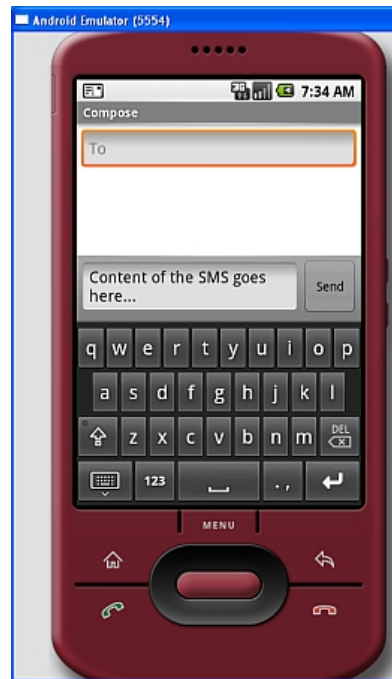 Android Emulator (5554)
7:34 AM
Compose
To
Content of the SMS goes
here...
Send
q w e r t y u i o p
a s d f g h j k l
z x c v b n m DEL
123 . ,
MENU